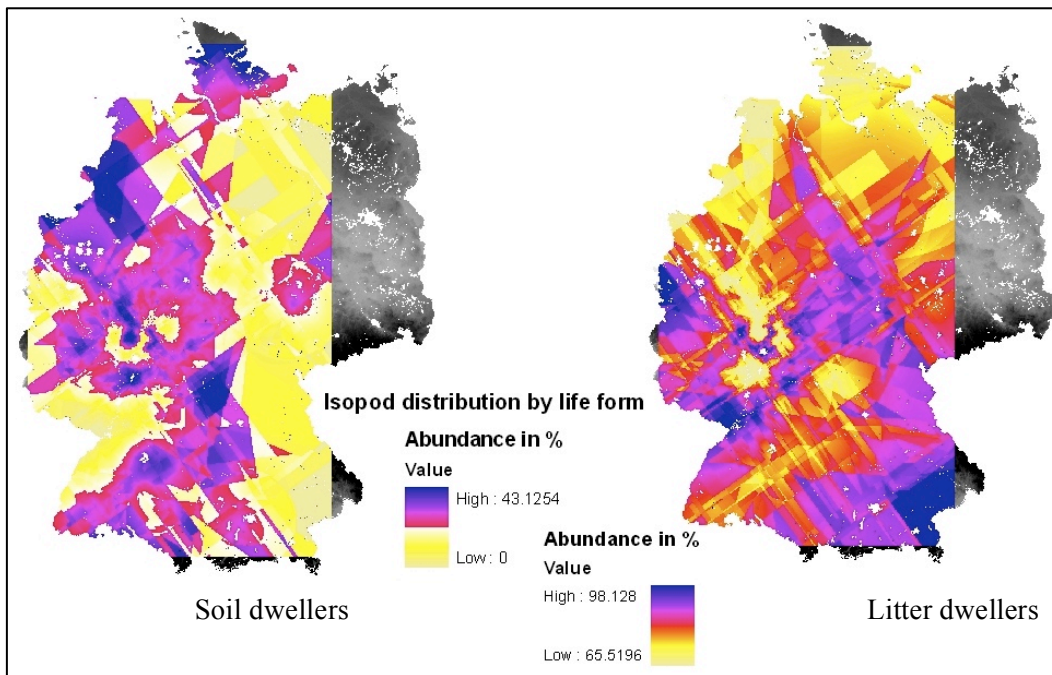 Isopod distribution by life form
Abundance in %
Value
High : 43.1254
Low : 0
Abundance in %
Value
High : 98.128
Low : 65.5196
Soil dwellers
Litter dwellers